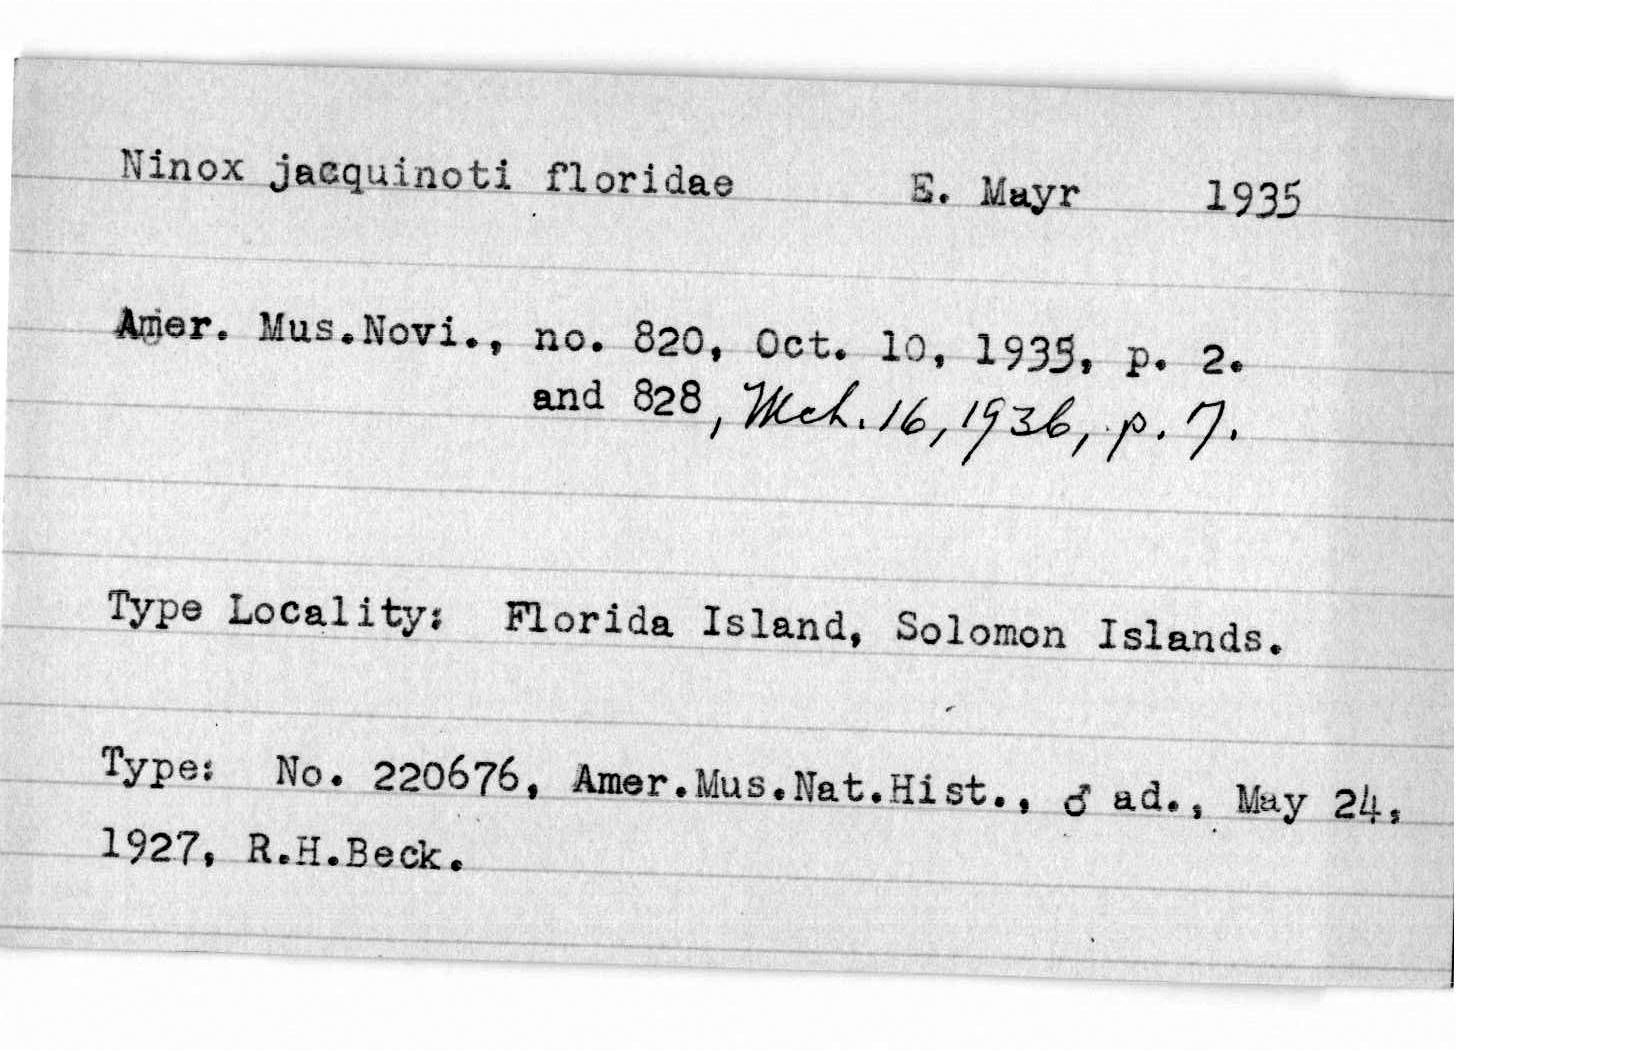 Ninox jacquinoti floridae E. Mayr 1935
Amer. Mus.Novi., no. 820, Oct. 10, 1935, p. 2.
and 828, Mch. 16, 1936, p. 7.
Type Locality: Florida Island, Solomon Islands.
Type: No. 220676, Amer.Mus.Nat.Hist., ♂ ad., May 24,
1927, R.H.Beck.